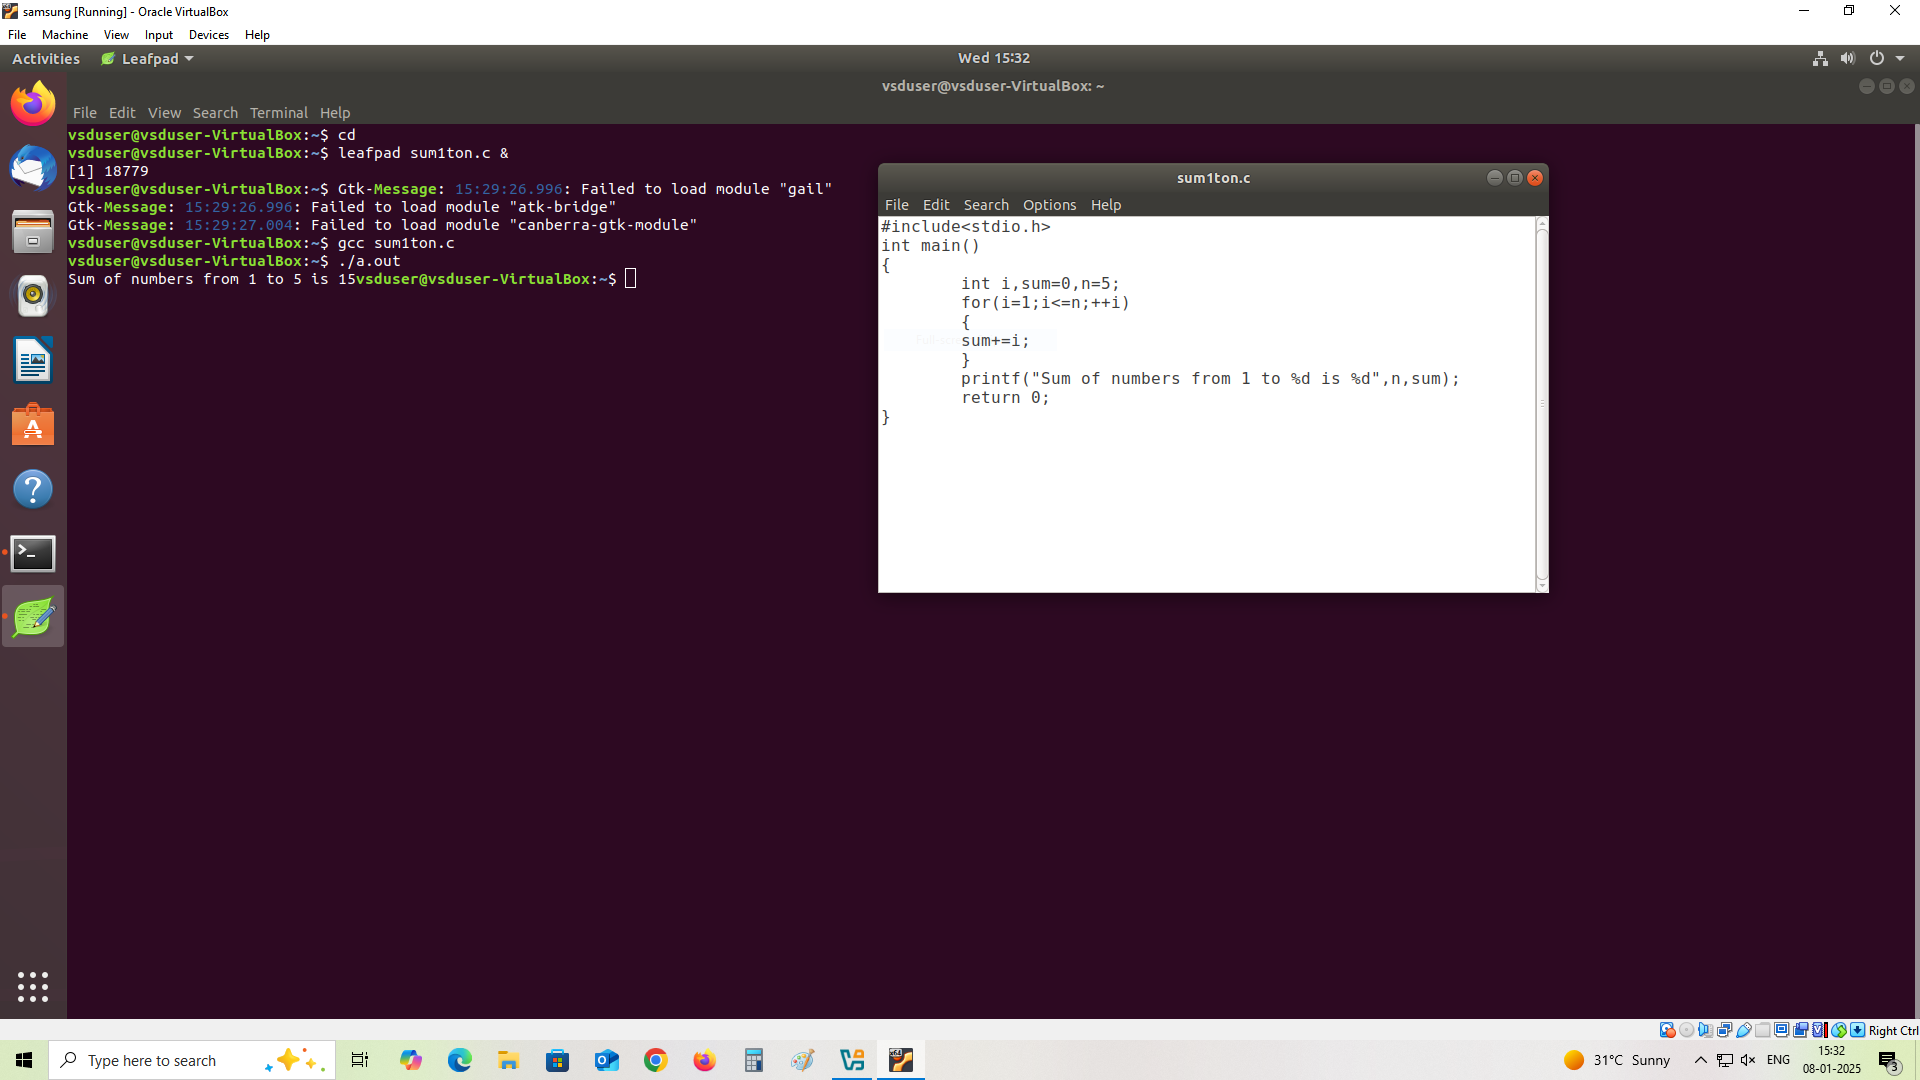 samsung [Running] - Oracle VirtualBox
File Machine View Input Devices Help
Activities Leafpad Wed 15:32
vsduser@vsduser-VirtualBox: ~
File Edit View Search Terminal Help
vsduser@vsduser-VirtualBox:~$ cd
vsduser@vsduser-VirtualBox:~$ leafpad sum1ton.c &
[1] 18779
vsduser@vsduser-VirtualBox:~$ Gtk-Message: 15:29:26.996: Failed to load module "gail"
Gtk-Message: 15:29:26.996: Failed to load module "atk-bridge"
Gtk-Message: 15:29:27.004: Failed to load module "canberra-gtk-module"
vsduser@vsduser-VirtualBox:~$ gcc sum1ton.c
vsduser@vsduser-VirtualBox:~$ ./a.out
Sum of numbers from 1 to 5 is 15vsduser@vsduser-VirtualBox:~$
sum1ton.c
File Edit Search Options Help
#include<stdio.h>
int main()
{
int i,sum=0,n=5;
for(i=1;i<=n;++i)
{
sum+=i;
}
printf("Sum of numbers from 1 to %d is %d",n,sum);
return 0;
}
Right Ctrl
Type here to search
31°C Sunny
ENG
15:32
08-01-2025
3